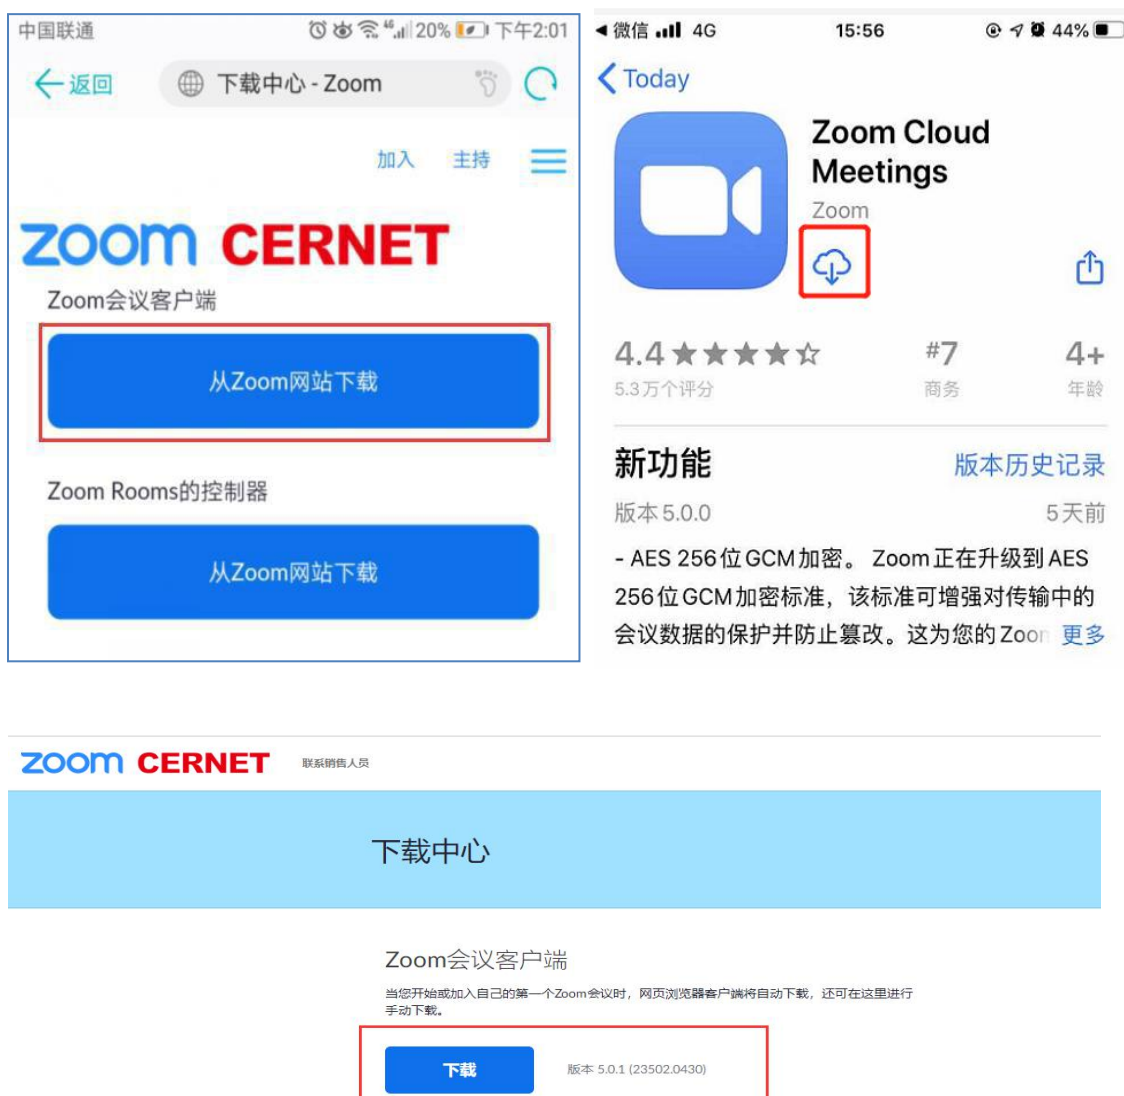 中国联通
20% 下午2:01
返回
下载中心 - Zoom
加入 主持
zoom CERNET
Zoom会议客户端
从Zoom网站下载
Zoom Rooms的控制器
从Zoom网站下载
微信 4G 15:56 44%
Today
Zoom Cloud
Meetings
Zoom
4.4 #7 4+
5.3万个评分 商务 年龄
新功能 版本历史记录
版本 5.0.0 5天前
- AES 256位GCM加密。 Zoom正在升级到AES
256位GCM加密标准，该标准可增强对传输中的
会议数据的保护并防止篡改。这为您的Zoom 更多
zoom CERNET 联系销售人员
下载中心
Zoom会议客户端
当您开始或加入自己的第一个Zoom会议时，网页浏览器客户端将自动下载，还可在这里进行
手动下载。
下载 版本 5.0.1 (23502.0430)